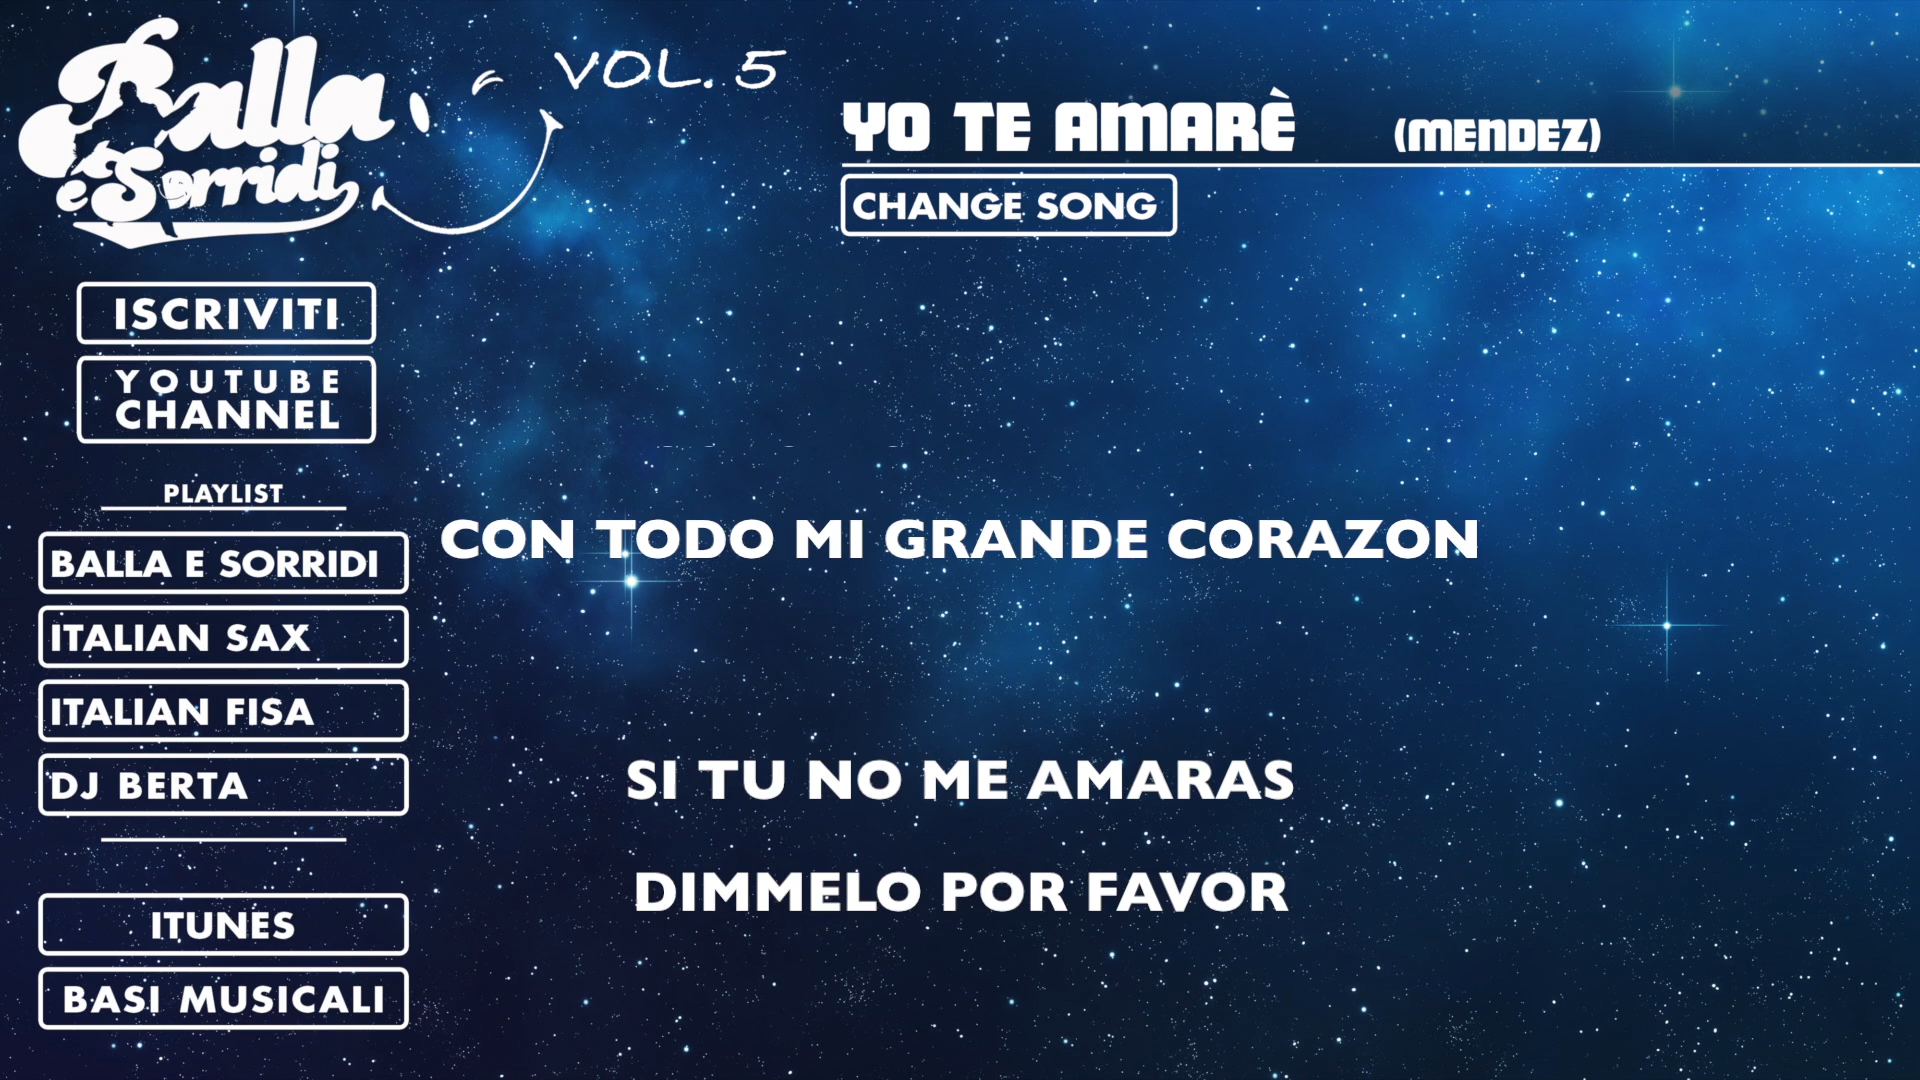 Balla
e Sorridi
VOL. 5
YO TE AMARÈ (MENDEZ)
CHANGE SONG
ISCRIVITI
YOUTUBE
CHANNEL
PLAYLIST
BALLA E SORRIDI
ITALIAN SAX
ITALIAN FISA
DJ BERTA
ITUNES
BASI MUSICALI
CON TODO MI GRANDE CORAZON
SI TU NO ME AMARAS
DIMMELO POR FAVOR